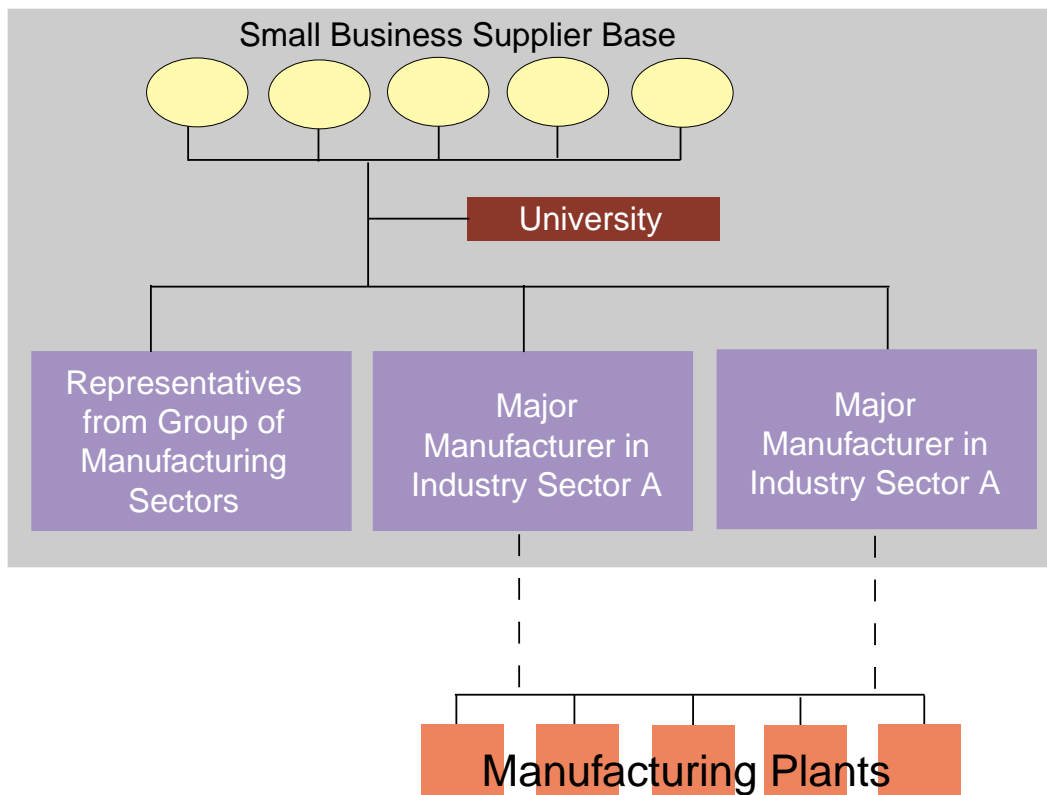 Small Business Supplier Base
University
Representatives
from Group of
Manufacturing
Sectors
Major
Manufacturer in
Industry Sector A
Major
Manufacturer in
Industry Sector A
Manufacturing Plants